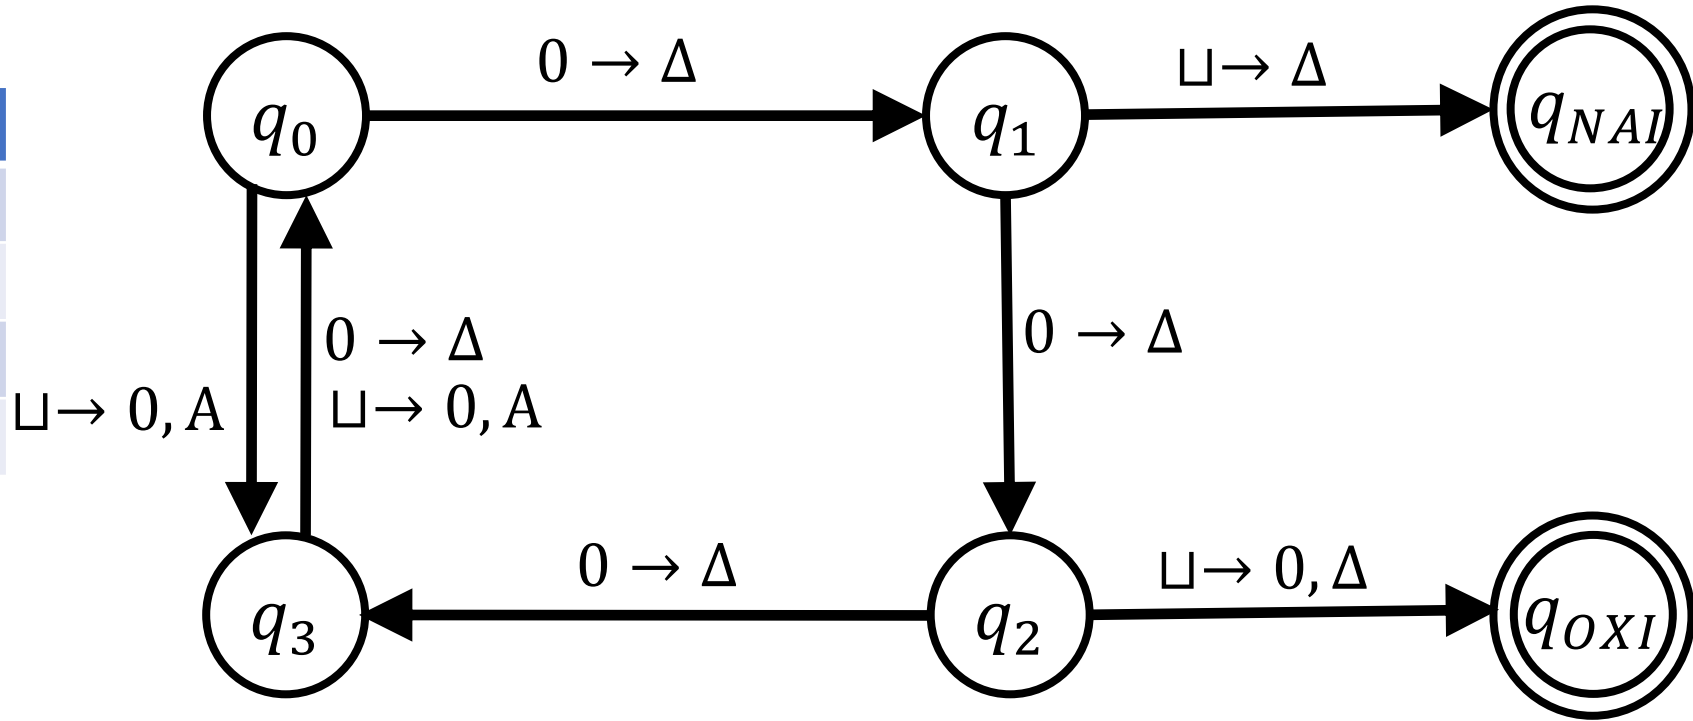 0 → Δ
⊔→ Δ
q0
q1
qNAI
0 → Δ
⊔→ 0, Α
0 → Δ
⊔→ 0, Α
0 → Δ
⊔→ 0, Δ
q3
q2
qOXI